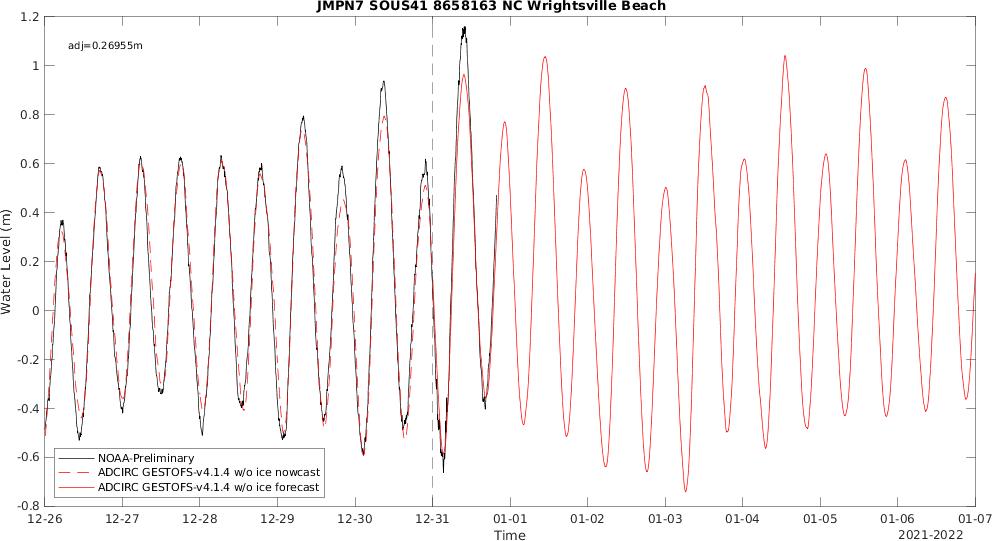 JMPN7 SOUS41 8658163 NC Wrightsville Beach
adj=0.26955m
Water Level (m)
1.2
1
0.8
0.6
0.4
0.2
0
-0.2
-0.4
-0.6
-0.8
NOAA-Preliminary
ADCIRC GESTOFS-v4.1.4 w/o ice nowcast
ADCIRC GESTOFS-v4.1.4 w/o ice forecast
12-26 12-27 12-28 12-29 12-30 12-31 01-01 01-02 01-03 01-04 01-05 01-06 01-07
Time
2021-2022